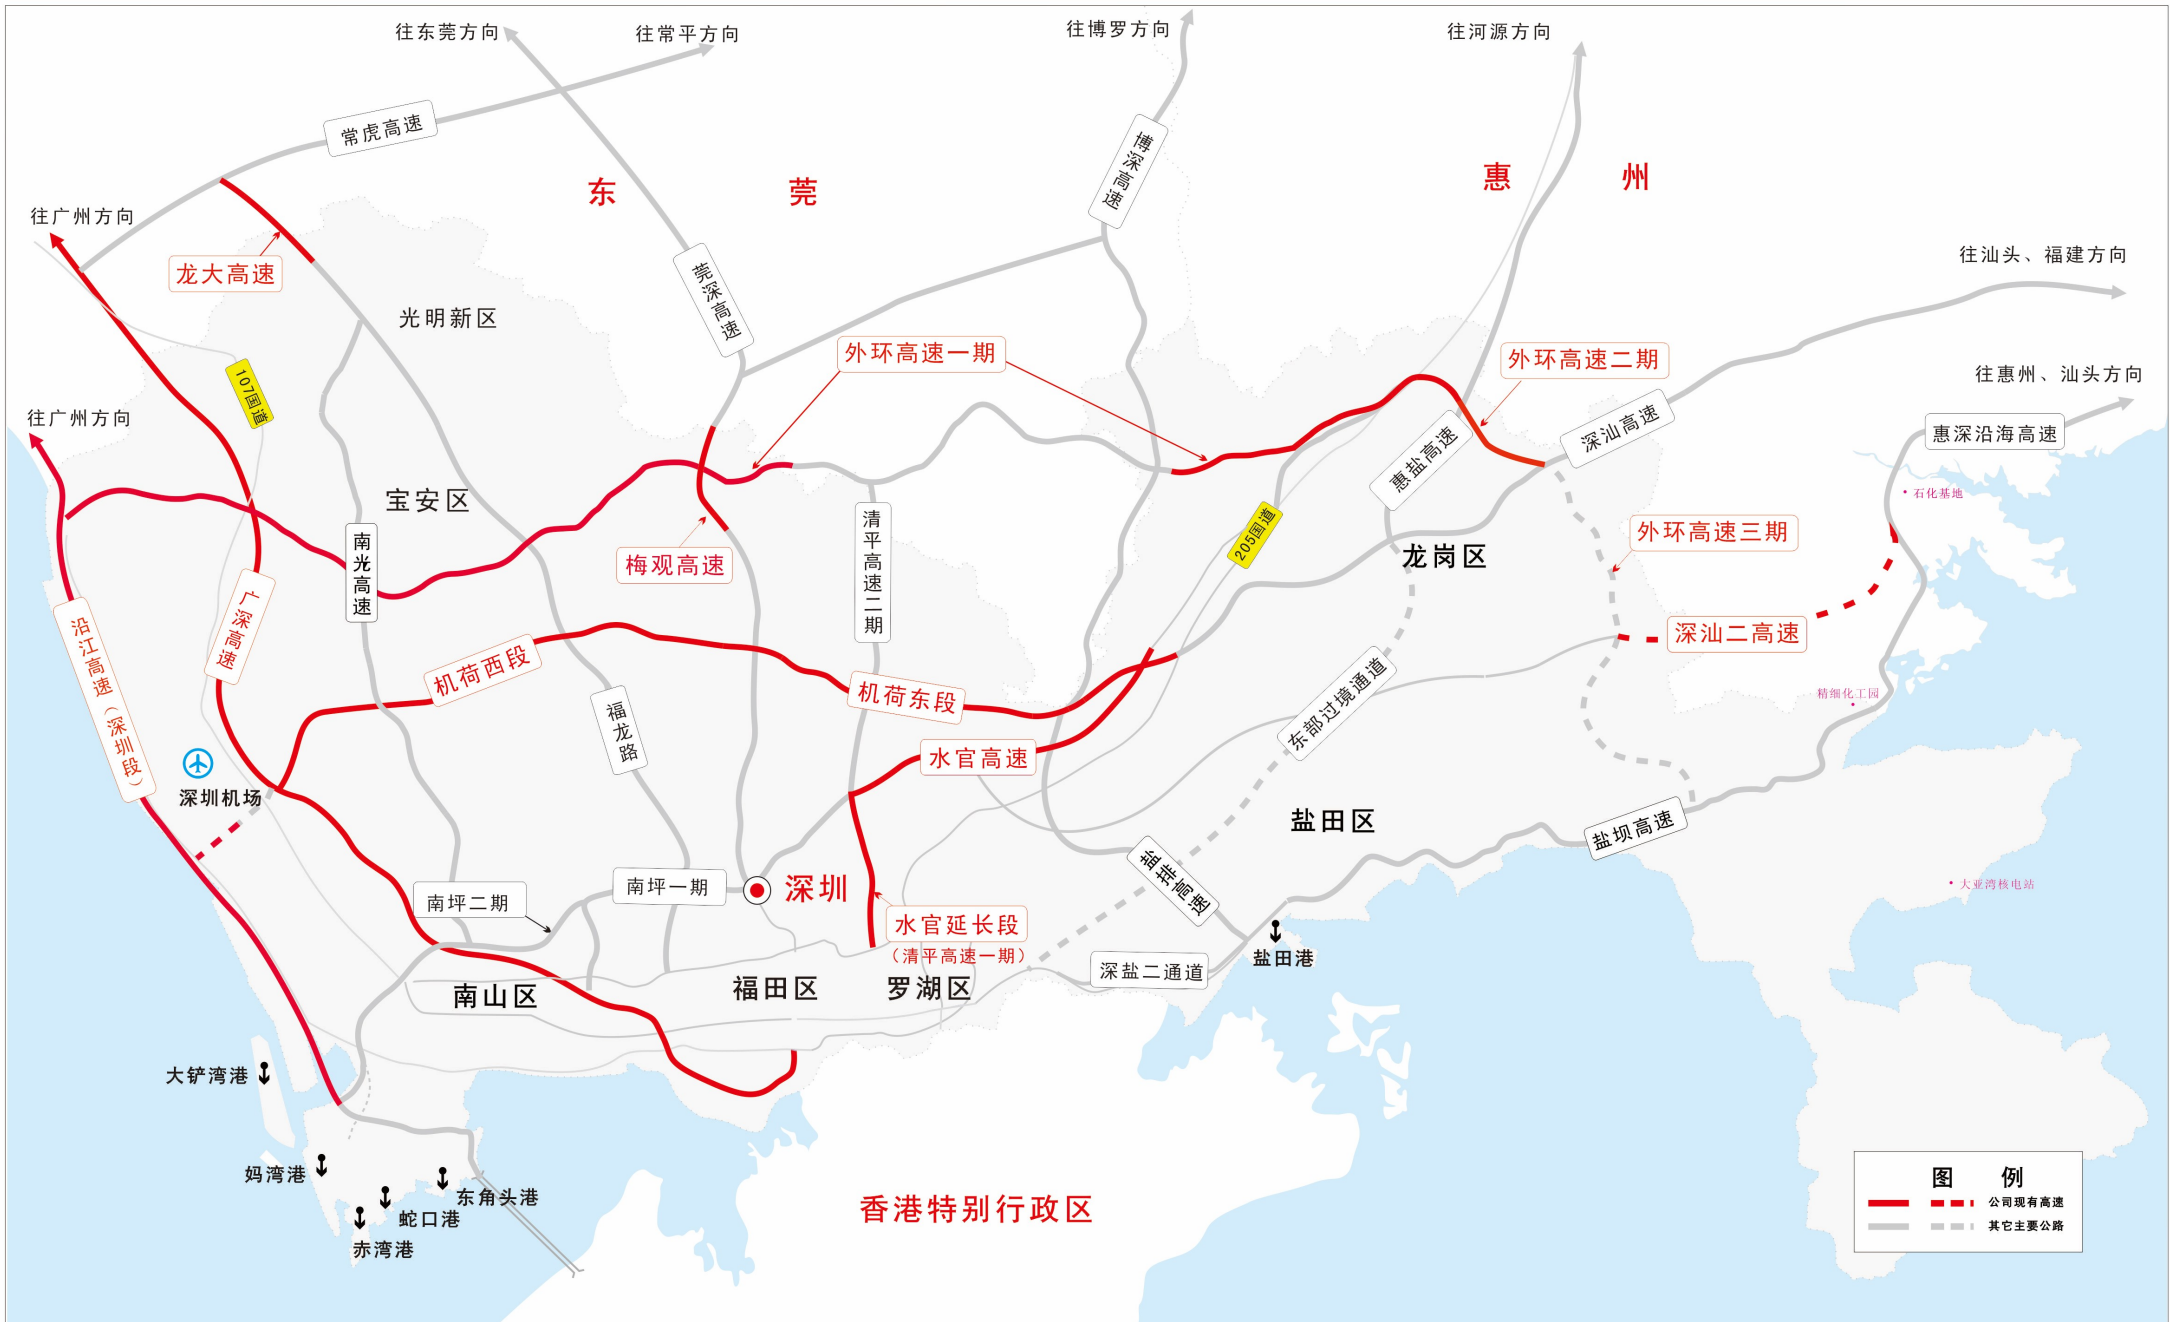 往东莞方向
往常平方向
往博罗方向
往河源方向
常虎高速
博深高速
东 莞
惠 州
往广州方向
龙大高速
往汕头、福建方向
莞深高速
光明新区
外环高速一期
外环高速二期
往惠州、汕头方向
107国道
往广州方向
深汕高速
惠深沿海高速
惠盐高速
宝安区
石化基地
南光高速
清平高速二期
205国道
外环高速三期
梅观高速
龙岗区
广深高速
沿江高速（深圳段）
深汕二高速
机荷西段
机荷东段
东部过境通道
精细化工园
福龙路
水官高速
深圳机场
盐田区
盐坝高速
盐排高速
南坪一期
深圳
南坪二期
大亚湾核电站
水官延长段
（清平高速一期）
盐田港
深盐二通道
南山区
福田区
罗湖区
大铲湾港
妈湾港
东角头港
蛇口港
赤湾港
香港特别行政区
图 例
公司现有高速
其它主要公路